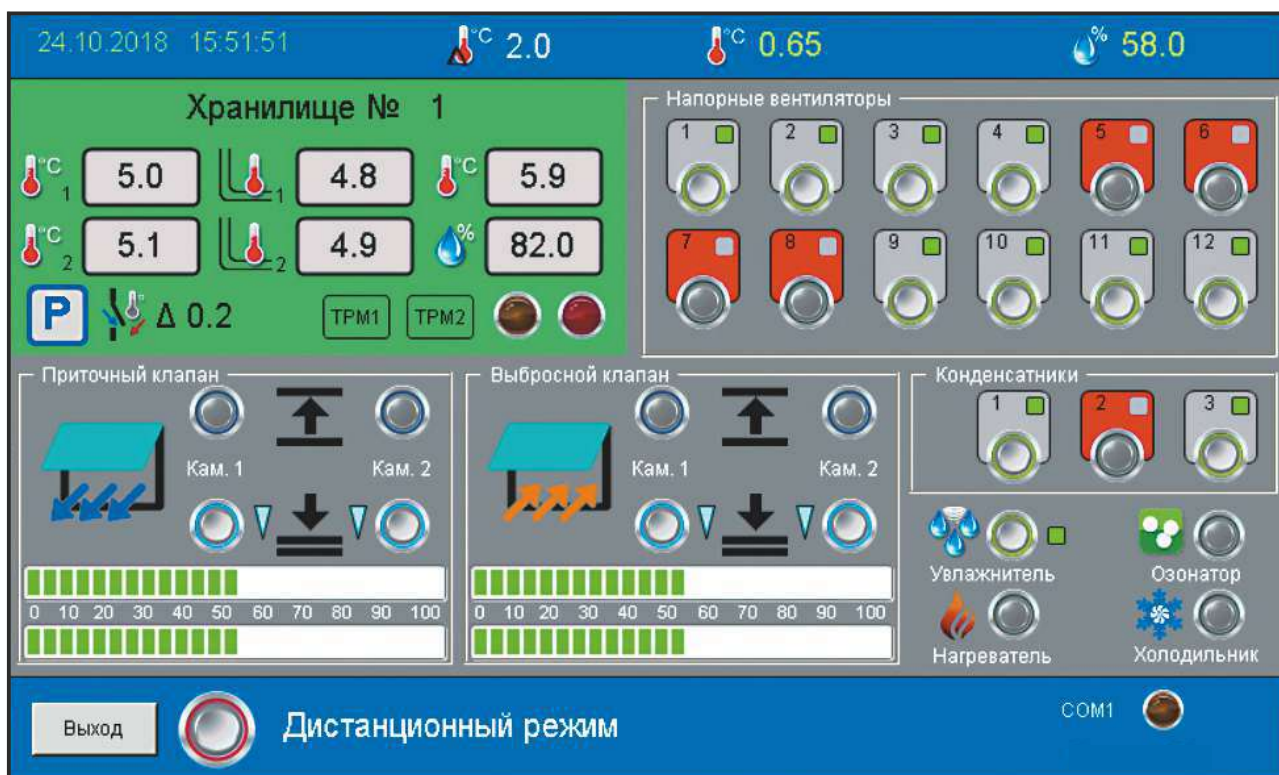 24.10.2018 15:51:51 °C 2.0 °C 0.65 % 58.0
Хранилище № 1
°C 1 5.0 1 4.8 °C 5.9
°C 2 5.1 2 4.9 % 82.0
P Δ 0.2 ТРМ1 ТРМ2
Напорные вентиляторы
1 2 3 4 5 6
7 8 9 10 11 12
Приточный клапан
Кам. 1 Кам. 2
0 10 20 30 40 50 60 70 80 90 100
Выбросной клапан
Кам. 1 Кам. 2
0 10 20 30 40 50 60 70 80 90 100
Конденсатники
1 2 3
Увлажнитель Озонатор
Нагреватель Холодильник
Выход Дистанционный режим COM1